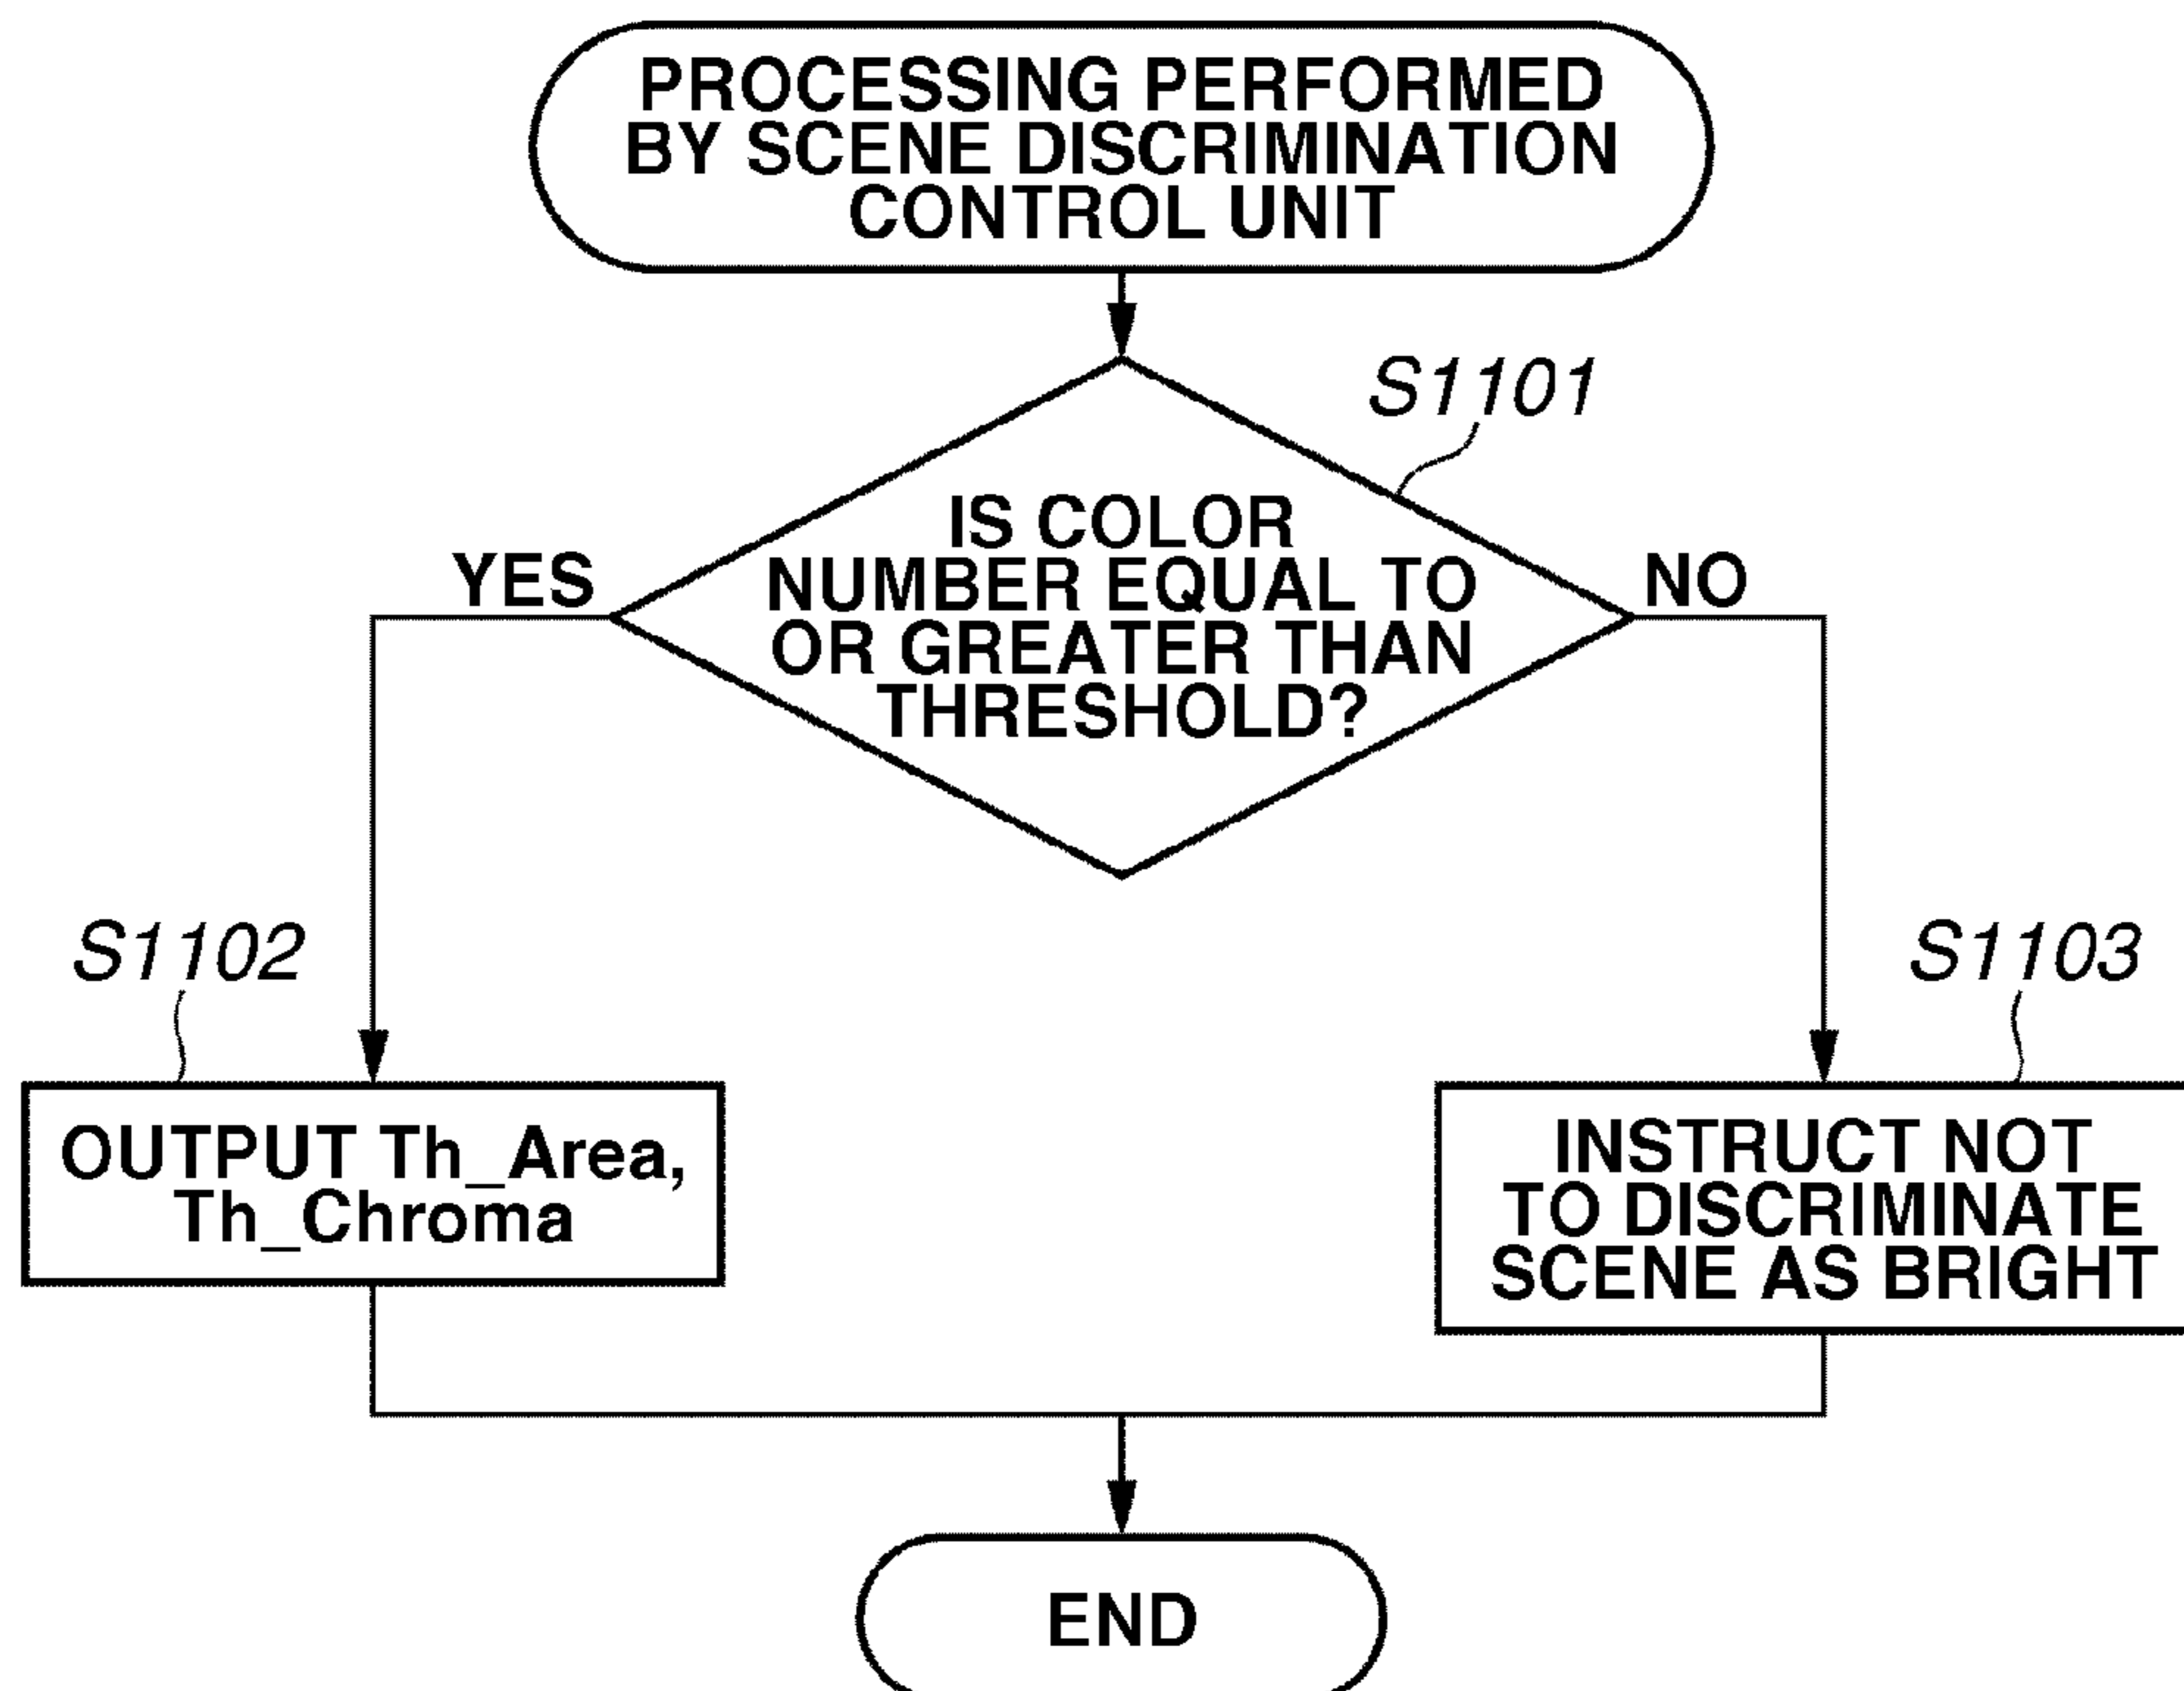 PROCESSING PERFORMED
BY SCENE DISCRIMINATION
CONTROL UNIT
S1101
IS COLOR
NUMBER EQUAL TO
OR GREATER THAN
THRESHOLD?
YES
NO
S1102
S1103
OUTPUT Th_Area,
Th_Chroma
INSTRUCT NOT
TO DISCRIMINATE
SCENE AS BRIGHT
END